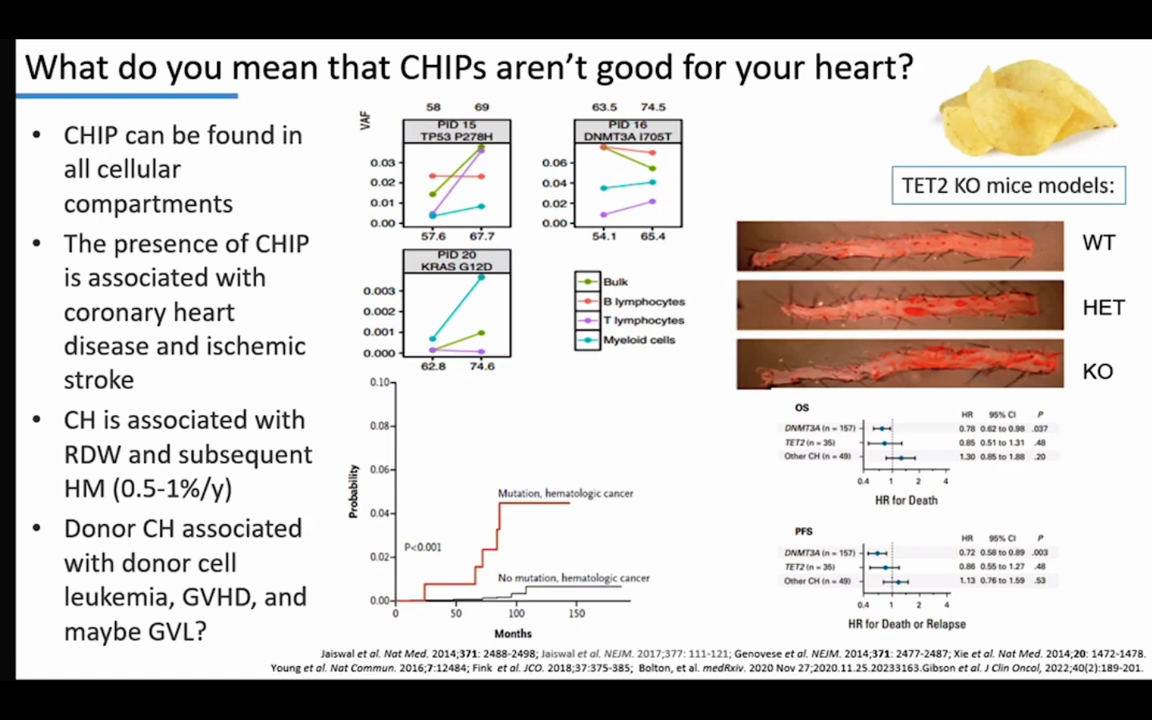 What do you mean that CHIPs aren't good for your heart?
• CHIP can be found in
all cellular
compartments
• The presence of CHIP
is associated with
coronary heart
disease and ischemic
stroke
• CH is associated with
RDW and subsequent
HM (0.5-1%/y)
• Donor CH associated
with donor cell
leukemia, GVHD, and
maybe GVL?
VAF
58 69
PID 15
TP53 P278H
0.03
0.02
0.01
0.00
57.6 67.7
63.5 74.5
PID 16
DNMT3A I705T
0.06
0.04
0.02
0.00
54.1 65.4
PID 20
KRAS G12D
0.003
0.002
0.001
0.000
62.8 74.6
Bulk
B lymphocytes
T lymphocytes
Myeloid cells
Probability
0.10
0.08
0.06
0.04
0.02
0.00
P<0.001
Mutation, hematologic cancer
No mutation, hematologic cancer
0 50 100 150
Months
TET2 KO mice models:
WT
HET
KO
OS
HR 95% CI P
DNMT3A (n = 157) 0.78 0.62 to 0.98 .037
TET2 (n = 35) 0.85 0.51 to 1.31 .48
Other CH (n = 49) 1.30 0.85 to 1.88 .20
0.4 1 2 4
HR for Death
PFS
HR 95% CI P
DNMT3A (n = 157) 0.72 0.58 to 0.89 .003
TET2 (n = 35) 0.86 0.55 to 1.27 .48
Other CH (n = 49) 1.13 0.76 to 1.59 .53
0.4 1 2 4
HR for Death or Relapse
Jaiswal et al. Nat Med. 2014;371: 2488-2498; Jaiswal et al. NEJM. 2017;377: 111-121; Genovese et al. NEJM. 2014;371: 2477-2487; Xie et al. Nat Med. 2014;20: 1472-1478.
Young et al. Nat Commun. 2016;7:12484; Fink et al. JCO. 2018;37:375-385; Bolton, et al. medRxiv. 2020 Nov 27;2020.11.25.20233163.Gibson et al. J Clin Oncol, 2022;40(2):189-201.